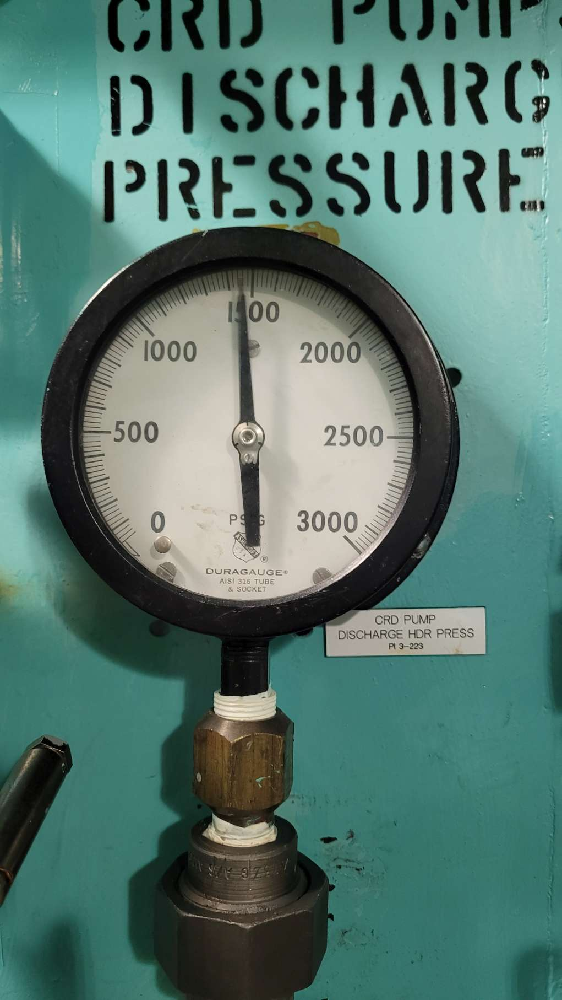 CRD PUMP
DISCHARG
PRESSURE
1500
1000
2000
500
2500
0
PSIG
3000
ASHCROFT
®
DURAGAUGE®
AISI 316 TUBE
& SOCKET
CRD PUMP
DISCHARGE HDR PRESS
PI 3-223